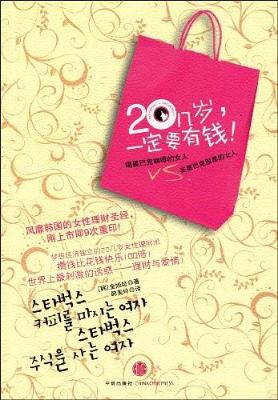 20几岁,
一定要有钱!
喝星巴克咖啡的女人
VS
买星巴克股票的女人
风靡韩国的女性理财圣经,
刚上市即9次重印!
梦想经济独立的20几岁女性理财术
攒钱比花钱快乐100倍!
世界上最刺激的诱惑——理财与爱情!
스타벅스
커피를 마시는 여자
스타벅스
주식을 사는 여자
中信出版社